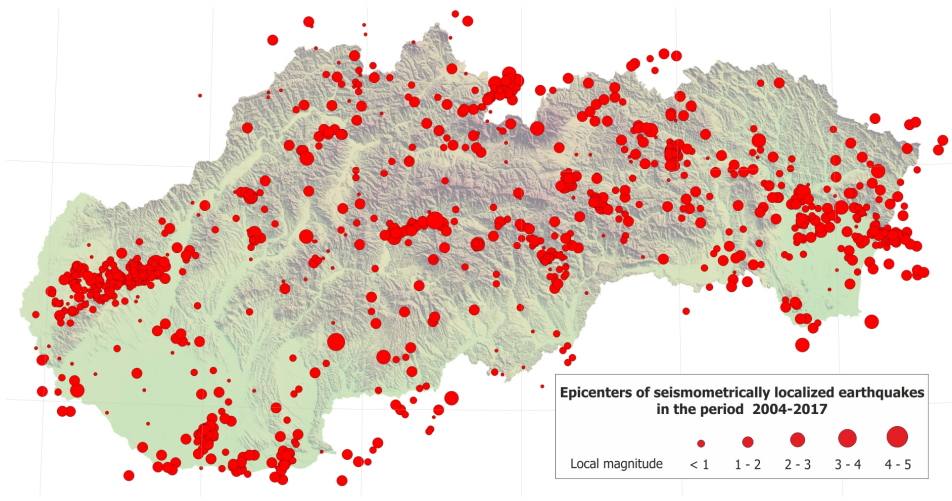 Epicenters of seismometrically localized earthquakes
in the period 2004-2017
Local magnitude < 1 1 - 2 2 - 3 3 - 4 4 - 5